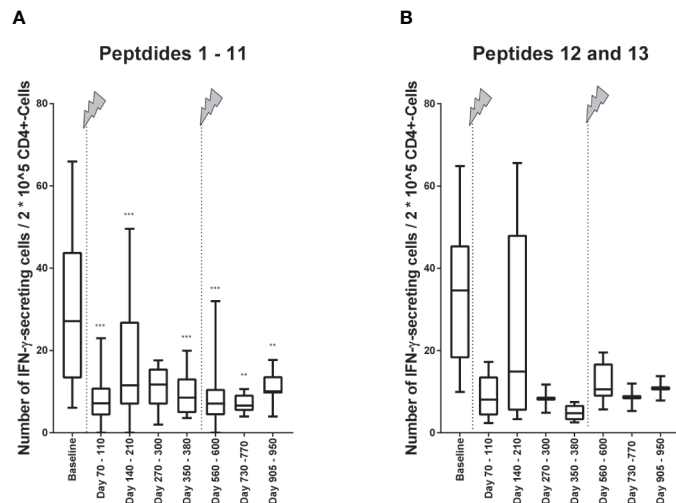 A
Peptdides 1 - 11
Number of IFN-γ-secreting cells / 2 * 10^5 CD4+-Cells
80
60
40
20
0
***
***
***
***
**
**
Baseline
Day 70 - 110
Day 140 - 210
Day 270 - 300
Day 350 - 380
Day 560 - 600
Day 730 -770
Day 905 - 950
B
Peptides 12 and 13
Number of IFN-γ-secreting cells / 2 * 10^5 CD4+-Cells
80
60
40
20
0
Baseline
Day 70 - 110
Day 140 - 210
Day 270 - 300
Day 350 - 380
Day 560 - 600
Day 730 -770
Day 905 - 950